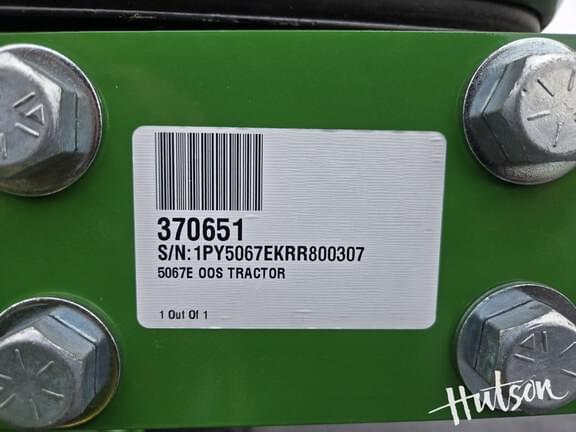 370651
S/N:1PY5067EKRR800307
5067E OOS TRACTOR
1 Out Of 1
Hutson